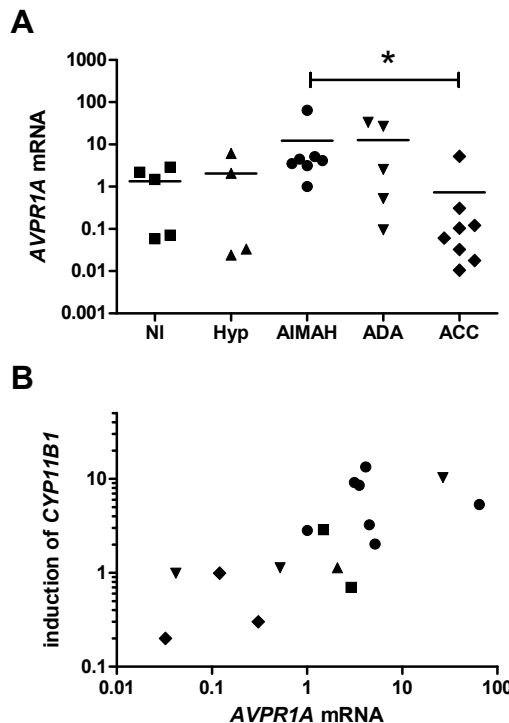 A
*
1000
100
10
1
0.1
0.01
0.001
AVPR1A mRNA
NI Hyp AIMAH ADA ACC
B
10
1
0.1
induction of CYP11B1
0.01 0.1 1 10 100
AVPR1A mRNA